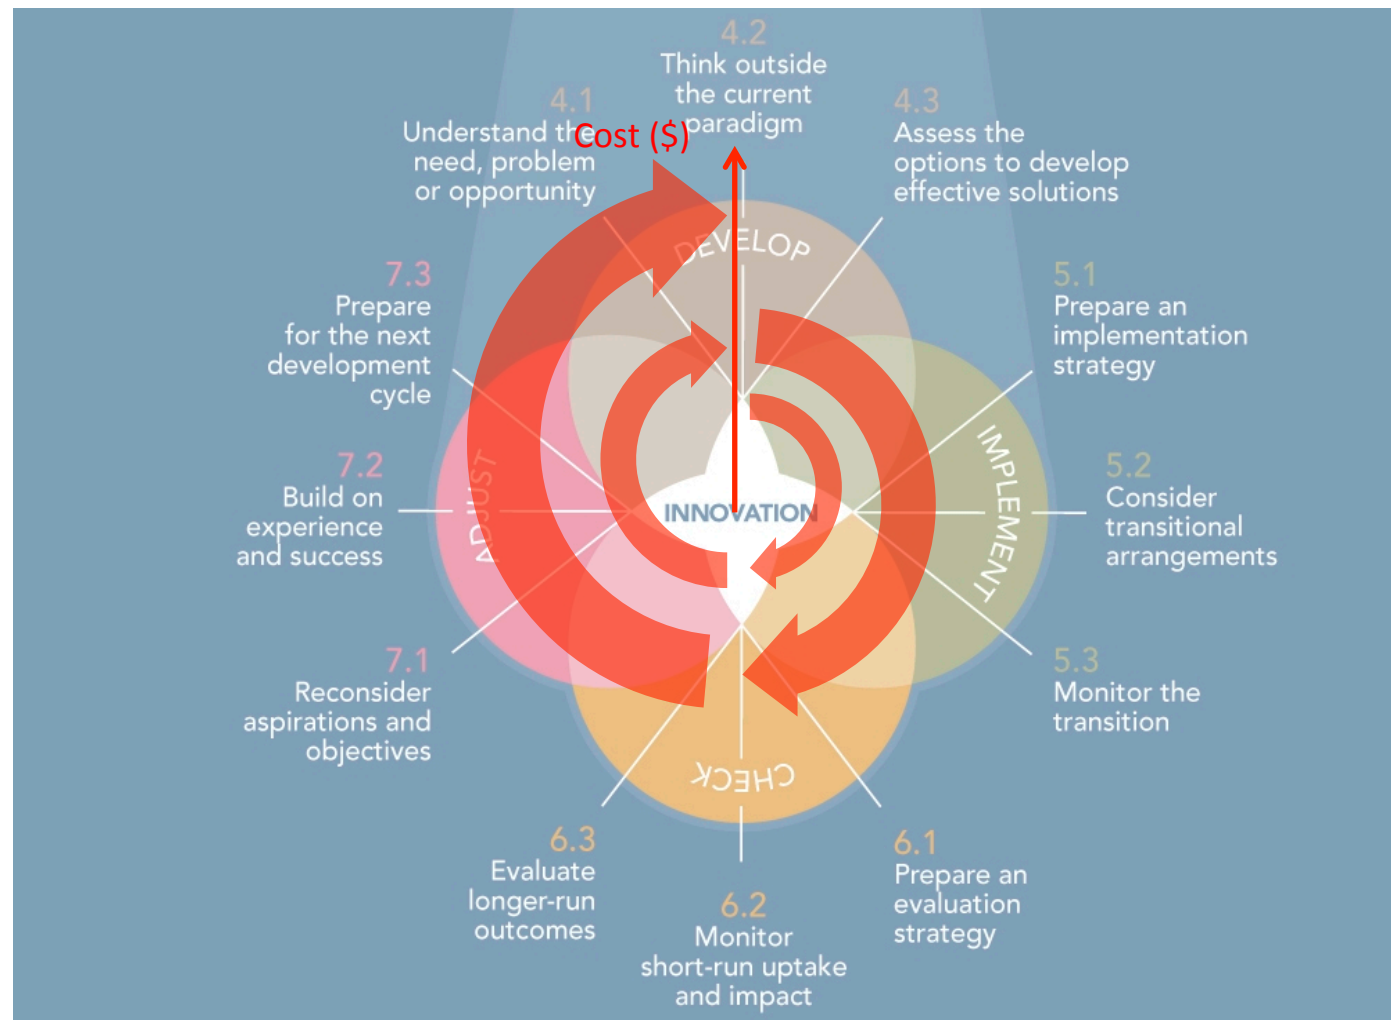 4.2
Think outside
the current
paradigm
4.1
Understand the
need, problem
or opportunity
Cost ($)
4.3
Assess the
options to develop
effective solutions
DEVELOP
7.3
Prepare
for the next
development
cycle
5.1
Prepare an
implementation
strategy
7.2
Build on
experience
and success
ADJUST
INNOVATION
IMPLEMENT
5.2
Consider
transitional
arrangements
7.1
Reconsider
aspirations and
objectives
5.3
Monitor the
transition
CHECK
6.3
Evaluate
longer-run
outcomes
6.2
Monitor
short-run uptake
and impact
6.1
Prepare an
evaluation
strategy